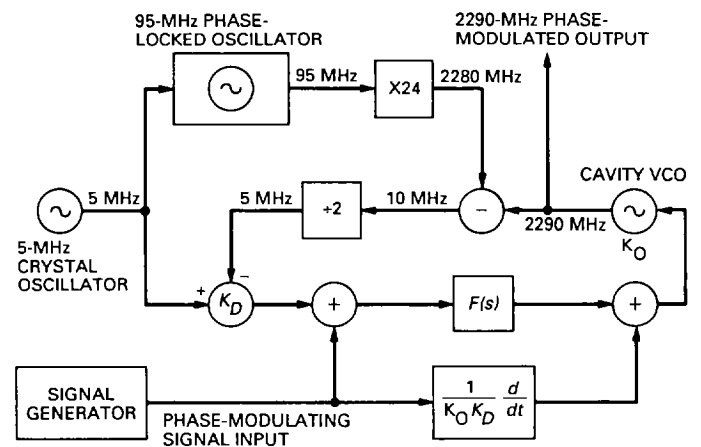 95-MHz PHASE-
LOCKED OSCILLATOR
2290-MHz PHASE-
MODULATED OUTPUT
95 MHz
X24
2280 MHz
CAVITY VCO
5 MHz
5 MHz
÷2
10 MHz
−
2290 MHz
K_O
5-MHz
CRYSTAL
OSCILLATOR
+
−
K_D
+
F(s)
+
SIGNAL
GENERATOR
PHASE-MODULATING
SIGNAL INPUT
1
K_O K_D
d
dt